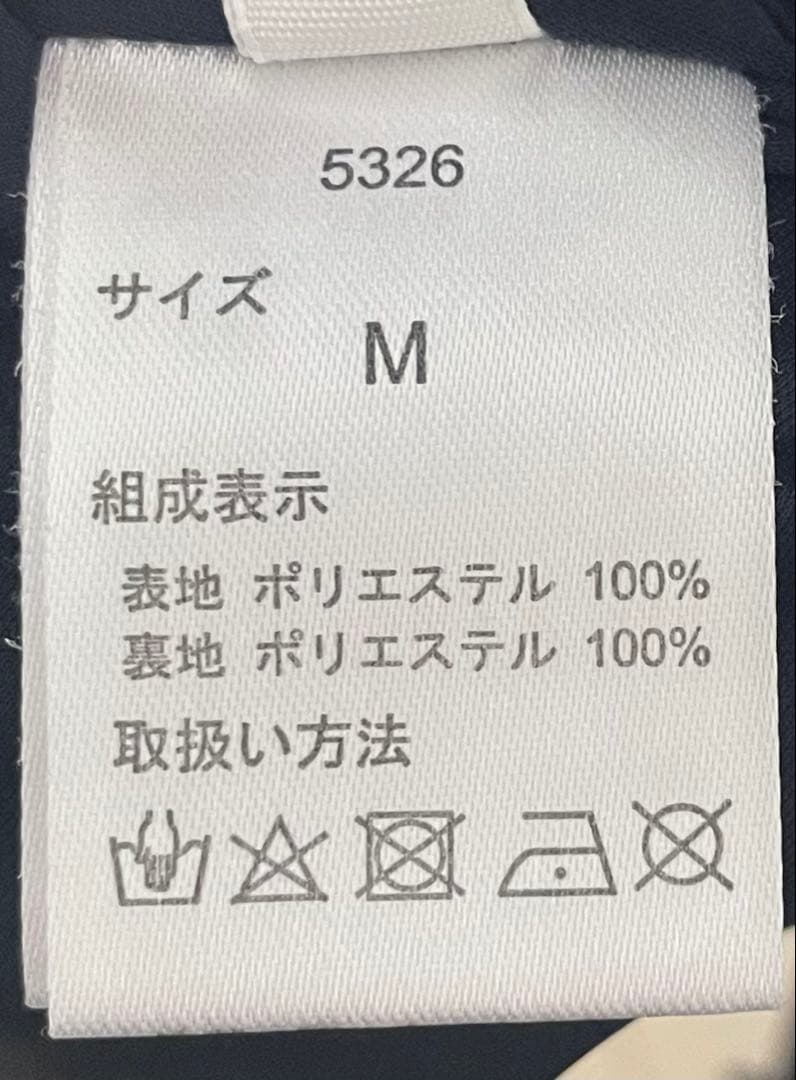 5326
サイズ
M
組成表示
表地 ポリエステル 100%
裏地 ポリエステル 100%
取扱い方法